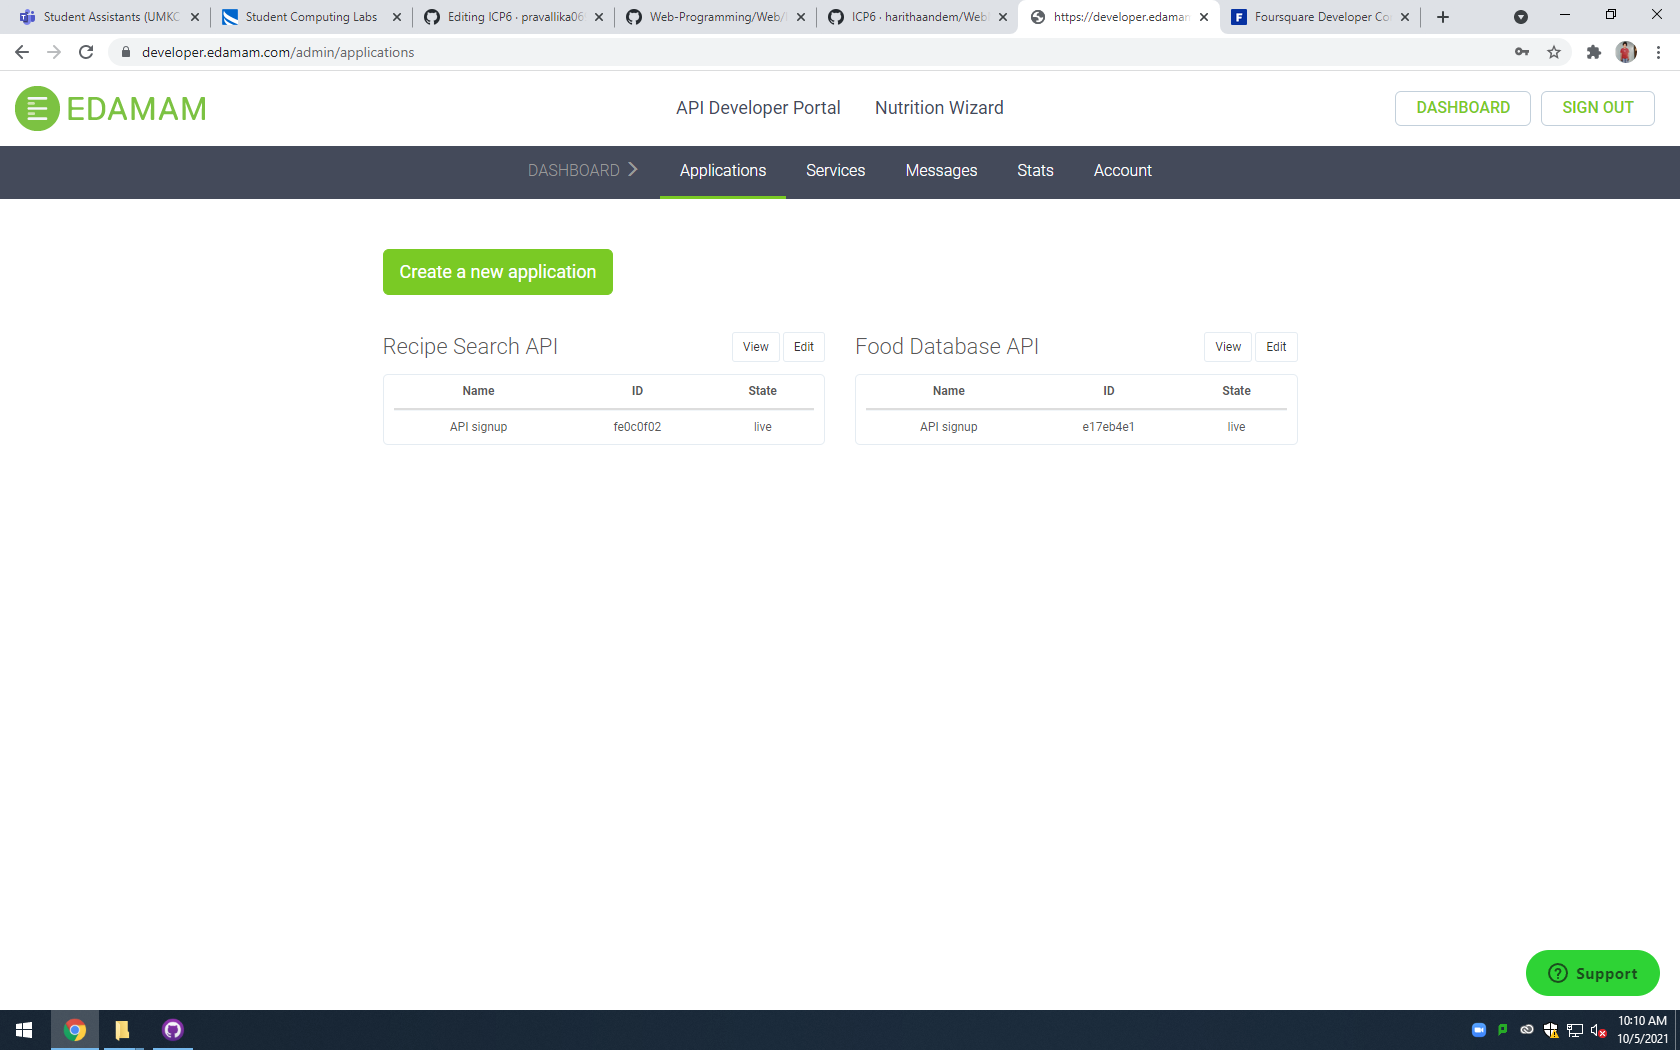 Student Assistants (UMKC
Student Computing Labs
Editing ICP6 · pravallika06
Web-Programming/Web/
ICP6 · harithaandem/Web
https://developer.edamam
Foursquare Developer Co
developer.edamam.com/admin/applications
EDAMAM
API Developer Portal
Nutrition Wizard
DASHBOARD
SIGN OUT
DASHBOARD
Applications
Services
Messages
Stats
Account
Create a new application
Recipe Search API
View
Edit
Name ID State
API signup fe0c0f02 live
Food Database API
View
Edit
Name ID State
API signup e17eb4e1 live
Support
10:10 AM
10/5/2021